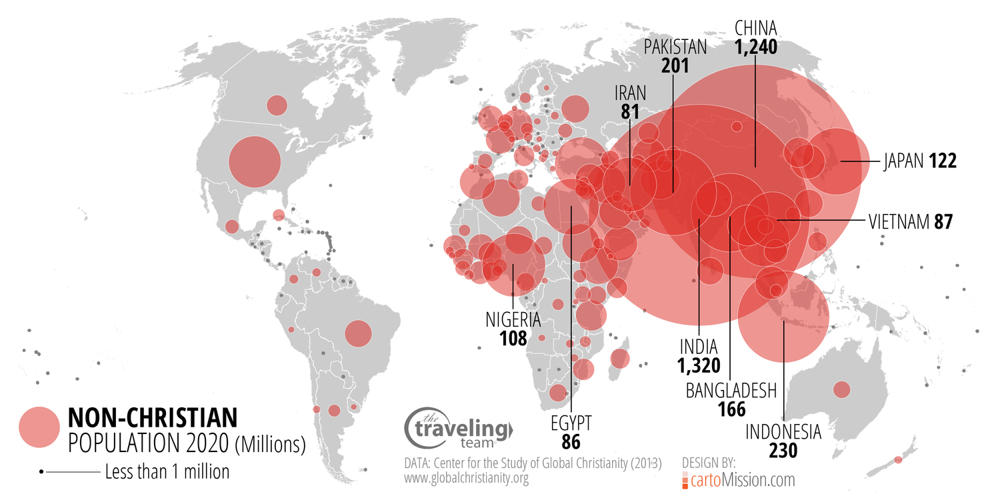 CHINA
1,240
PAKISTAN
201
IRAN
81
JAPAN 122
VIETNAM 87
NIGERIA
108
INDIA
1,320
BANGLADESH
166
EGYPT
86
INDONESIA
230
NON-CHRISTIAN
POPULATION 2020 (Millions)
Less than 1 million
the
traveling
team
DATA: Center for the Study of Global Christianity (2013)
www.globalchristianity.org
DESIGN BY:
cartoMission.com